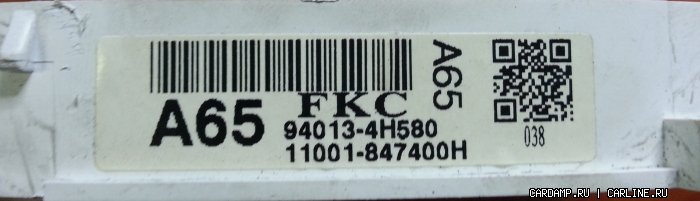 A65
FKC
94013-4H580
11001-847400H
A65
038
CARDAMP.RU | CARLINE.RU